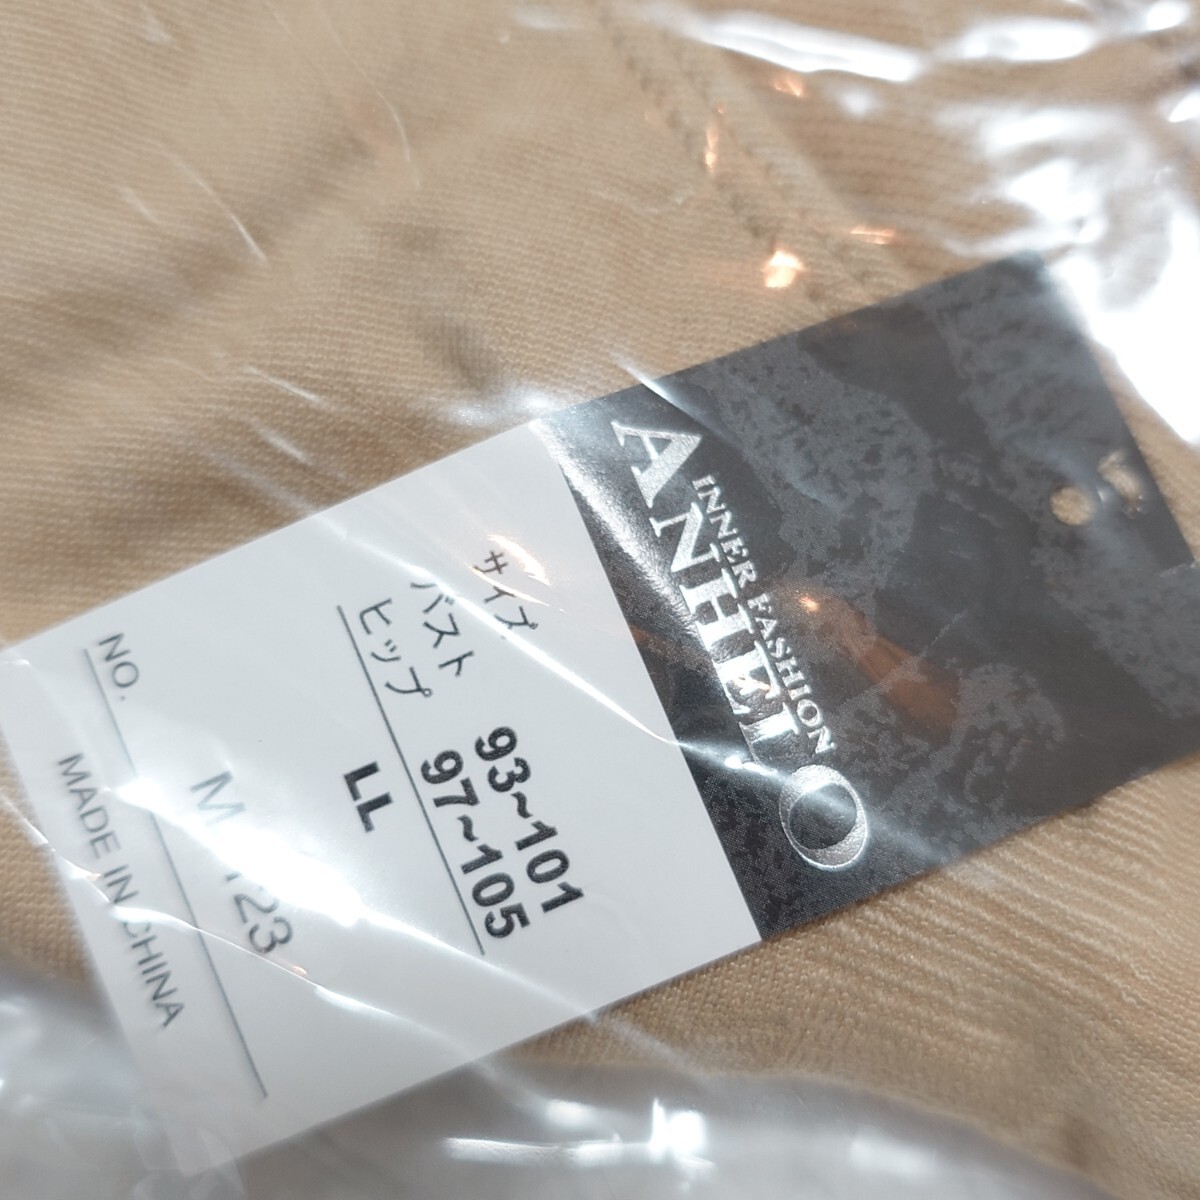 INNER FASHION
ANHELO
サイズ
バスト 93~101
ヒップ 97~105
LL
NO.
MADE IN CHINA